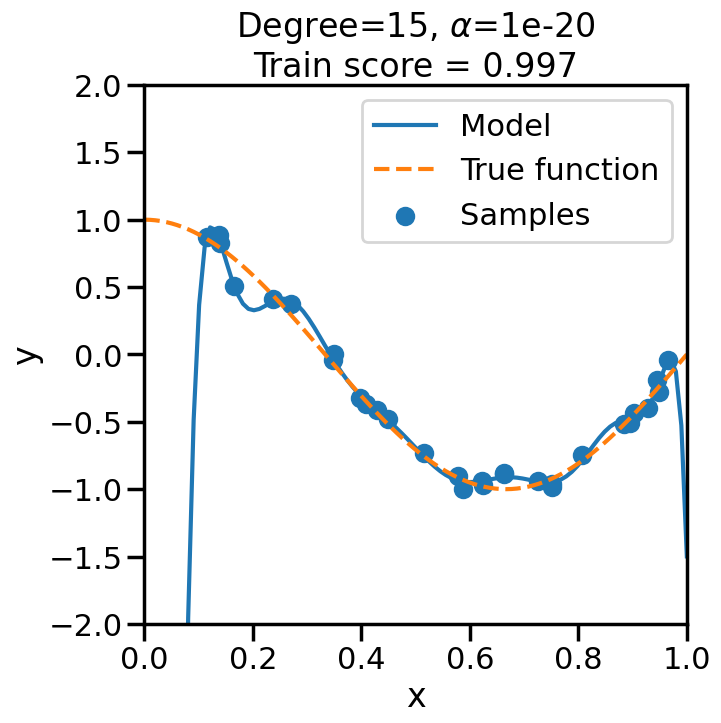 Degree=15, α=1e-20
Train score = 0.997
Model
True function
Samples
2.0
1.5
1.0
0.5
0.0
−0.5
−1.0
−1.5
−2.0
y
0.0 0.2 0.4 0.6 0.8 1.0
x